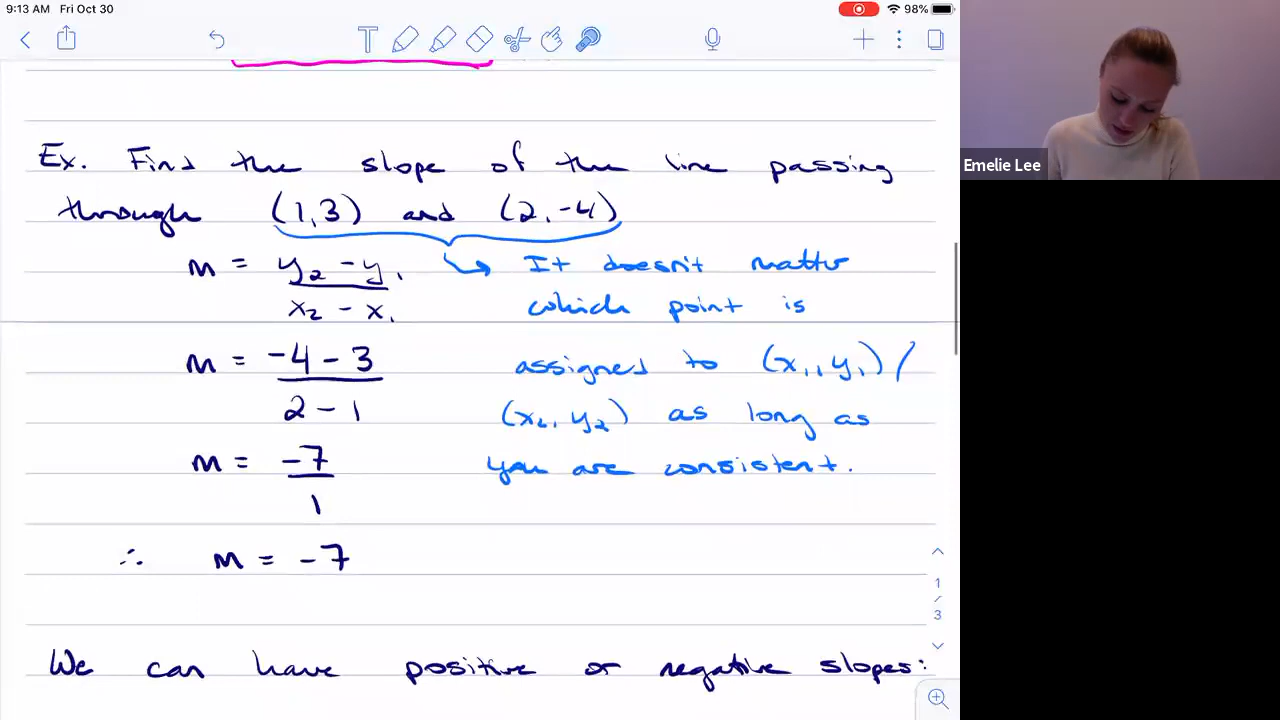 9:13 AM Fri Oct 30
98%
Ex. Find the slope of the line passing
through (1,3) and (2,-4)
m = y₂ - y₁ / x₂ - x₁
↳ It doesn't matter
which point is
assigned to (x₁, y₁) /
(x₂, y₂) as long as
you are consistent.
m = -4 - 3 / 2 - 1
m = -7 / 1
∴ m = -7
We can have positive or negative slopes:
1
/
3
Emelie Lee